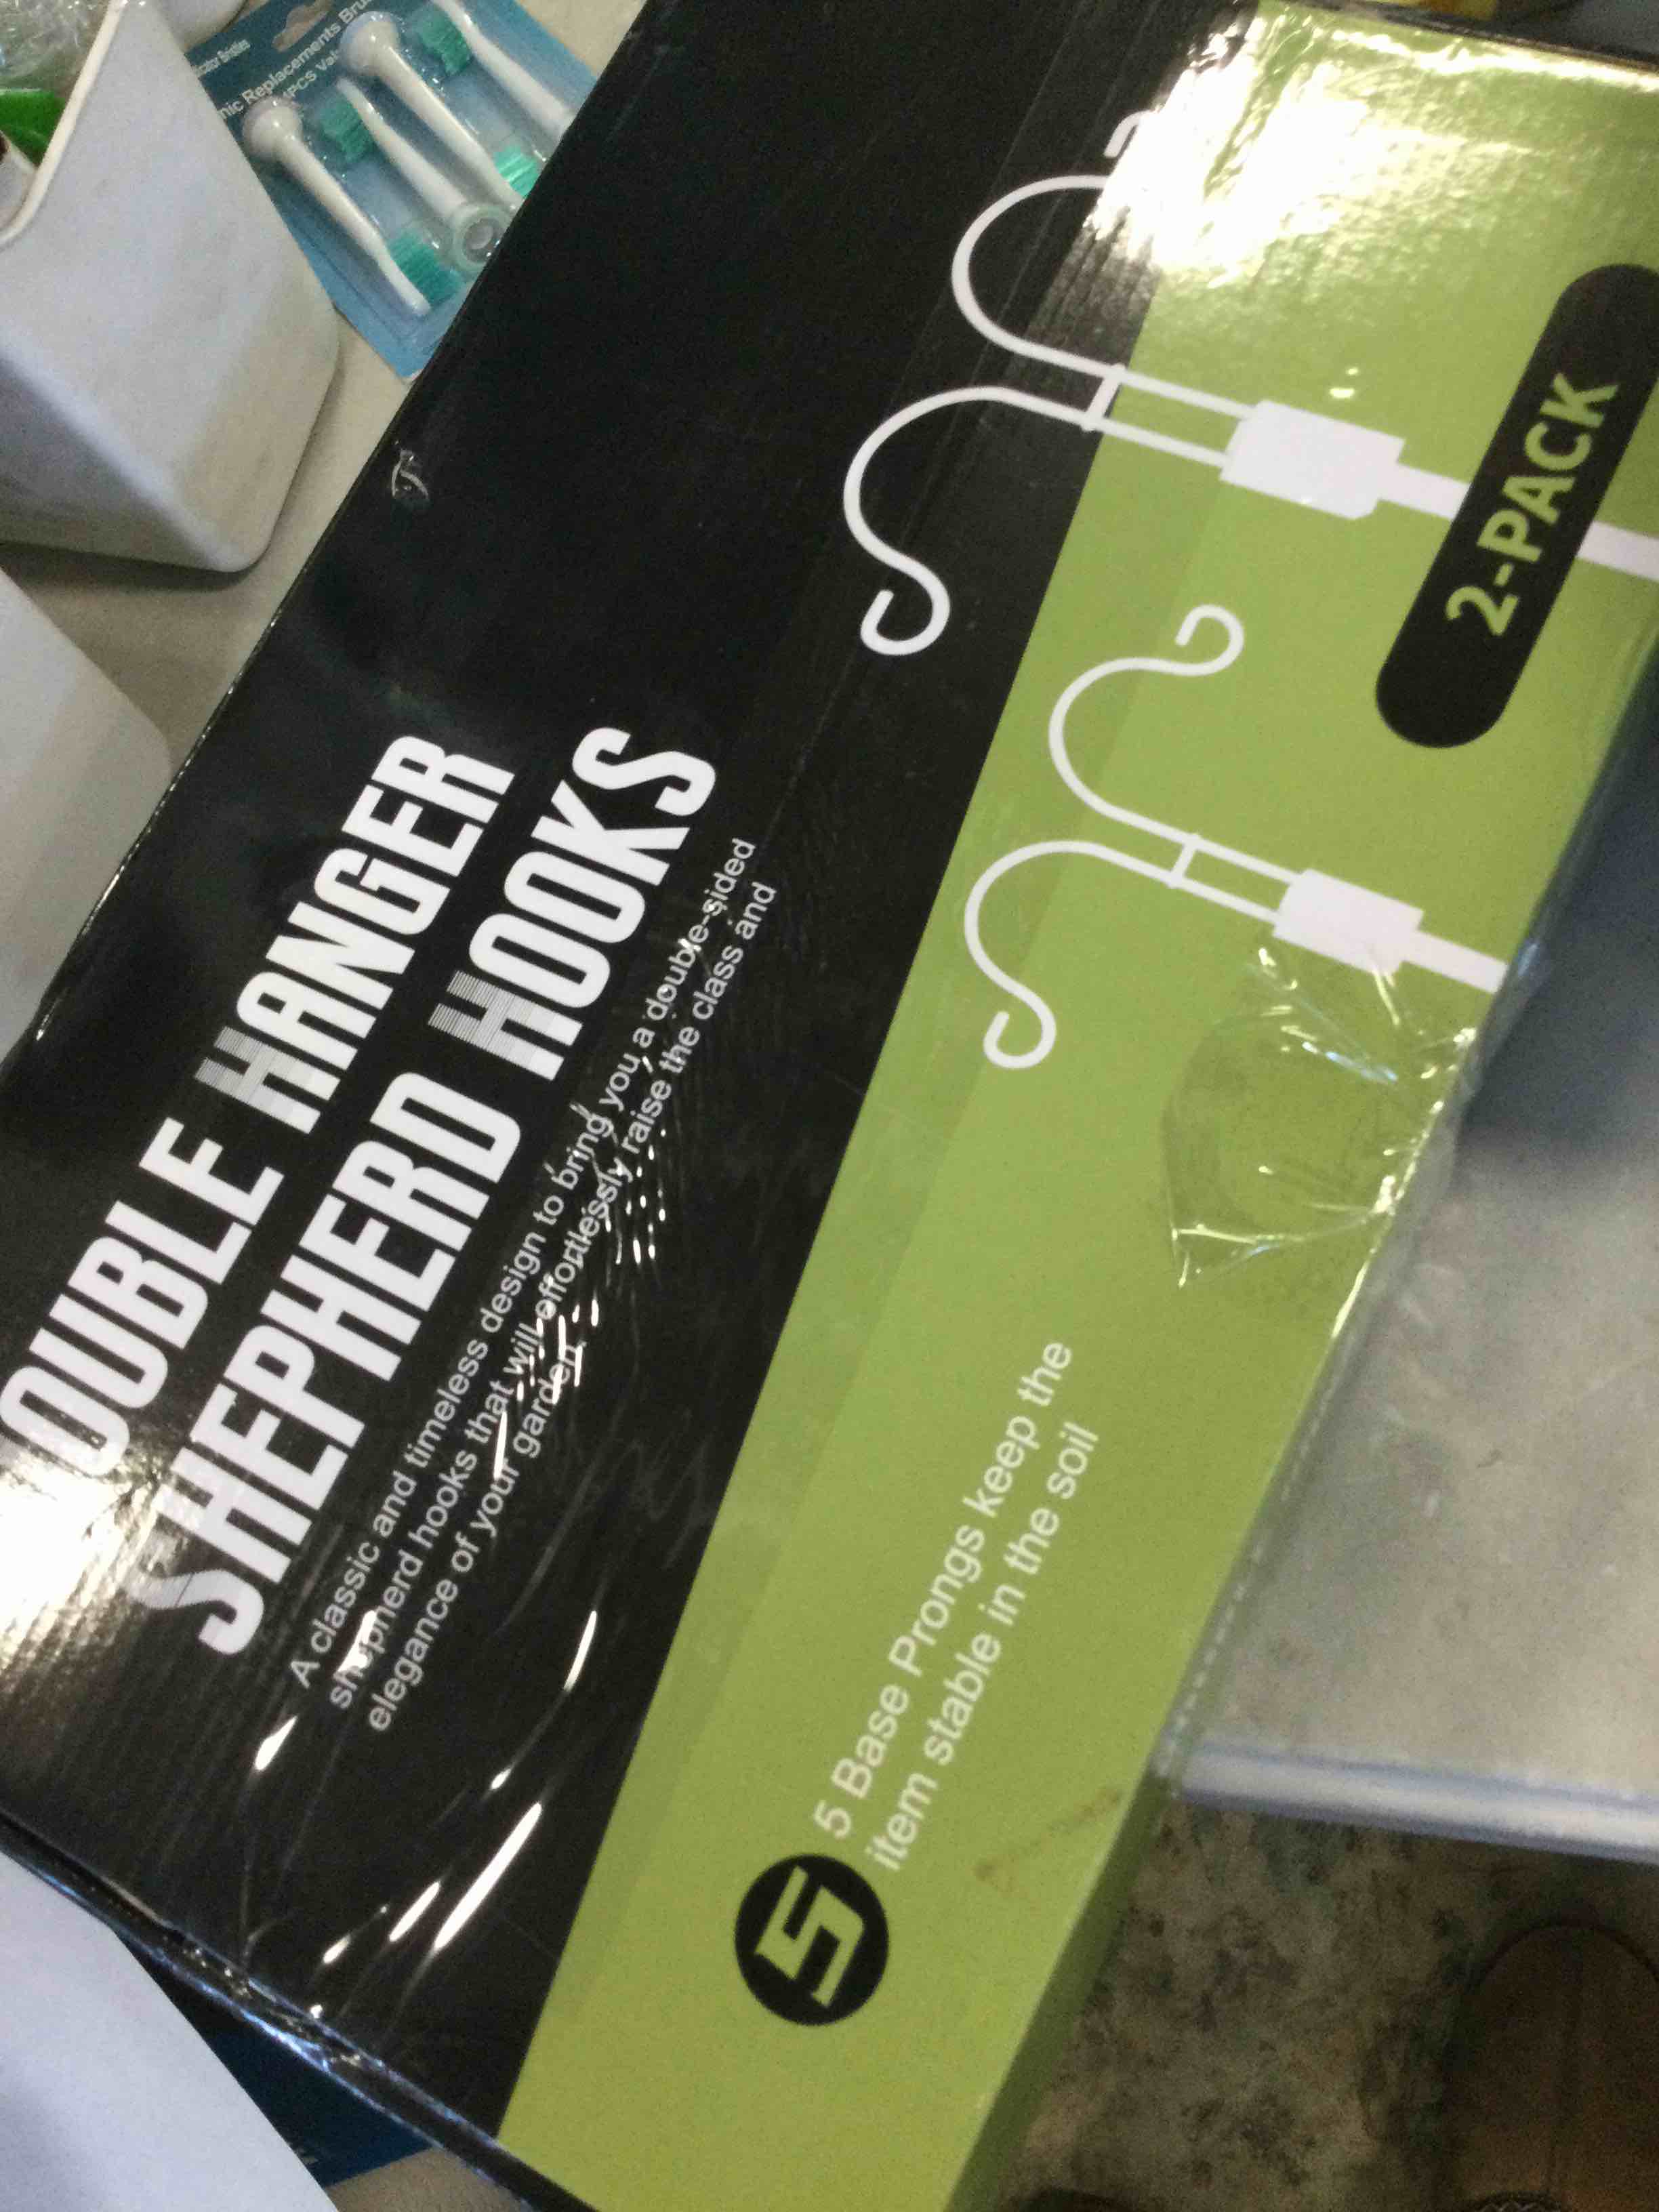 OUBLE HANGER
SHEPHERD HOOKS
A classic and timeless design to bring you a double-sided
shepherd hooks that will effortlessly raise the class and
elegance of your garden.
2-PACK
5
5 Base Prongs keep the
item stable in the soil
Replacements
4PCS